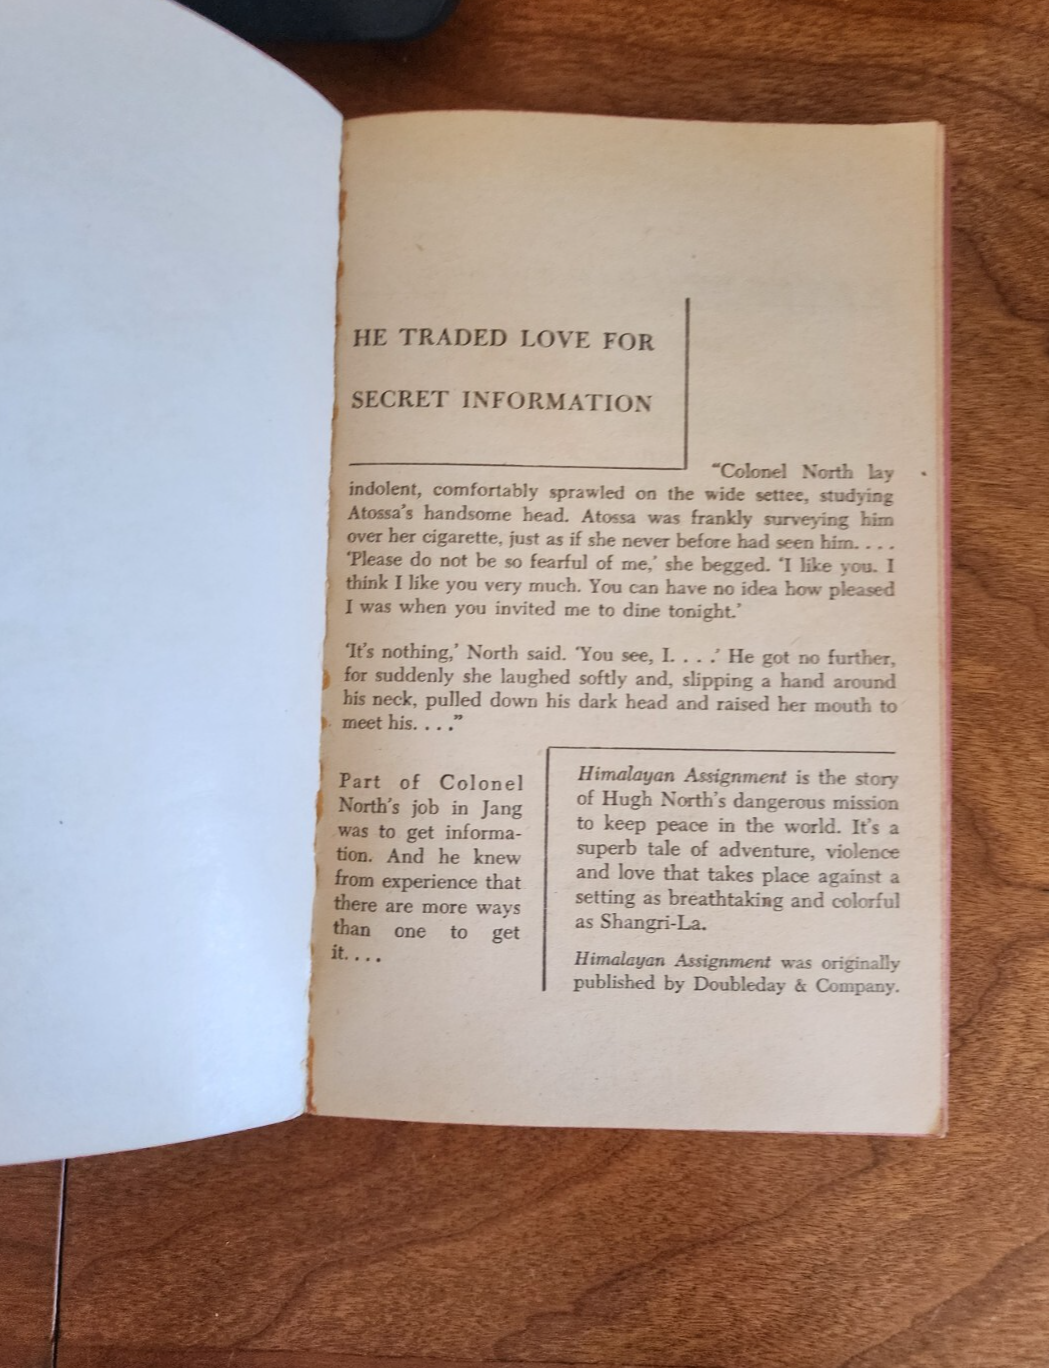 HE TRADED LOVE FOR
SECRET INFORMATION
"Colonel North lay
indolent, comfortably sprawled on the wide settee, studying
Atossa's handsome head. Atossa was frankly surveying him
over her cigarette, just as if she never before had seen him. . . .
'Please do not be so fearful of me,' she begged. 'I like you. I
think I like you very much. You can have no idea how pleased
I was when you invited me to dine tonight.'
'It's nothing,' North said. 'You see, I. . . .' He got no further,
for suddenly she laughed softly and, slipping a hand around
his neck, pulled down his dark head and raised her mouth to
meet his. . . ."
Part of Colonel
North's job in Jang
was to get informa-
tion. And he knew
from experience that
there are more ways
than one to get
it. . . .
Himalayan Assignment is the story
of Hugh North's dangerous mission
to keep peace in the world. It's a
superb tale of adventure, violence
and love that takes place against a
setting as breathtaking and colorful
as Shangri-La.
Himalayan Assignment was originally
published by Doubleday & Company.